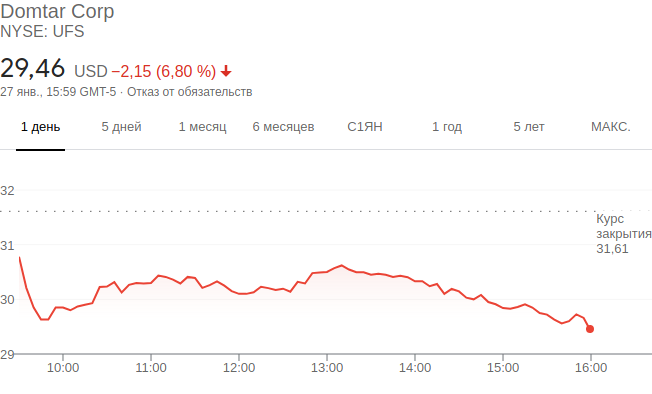 Domtar Corp
NYSE: UFS
29,46 USD −2,15 (6,80 %)
27 янв., 15:59 GMT-5 · Отказ от обязательств
1 день 5 дней 1 месяц 6 месяцев С1ЯН 1 год 5 лет МАКС.
32
Курс
закрытия
31,61
31
30
29
10:00 11:00 12:00 13:00 14:00 15:00 16:00